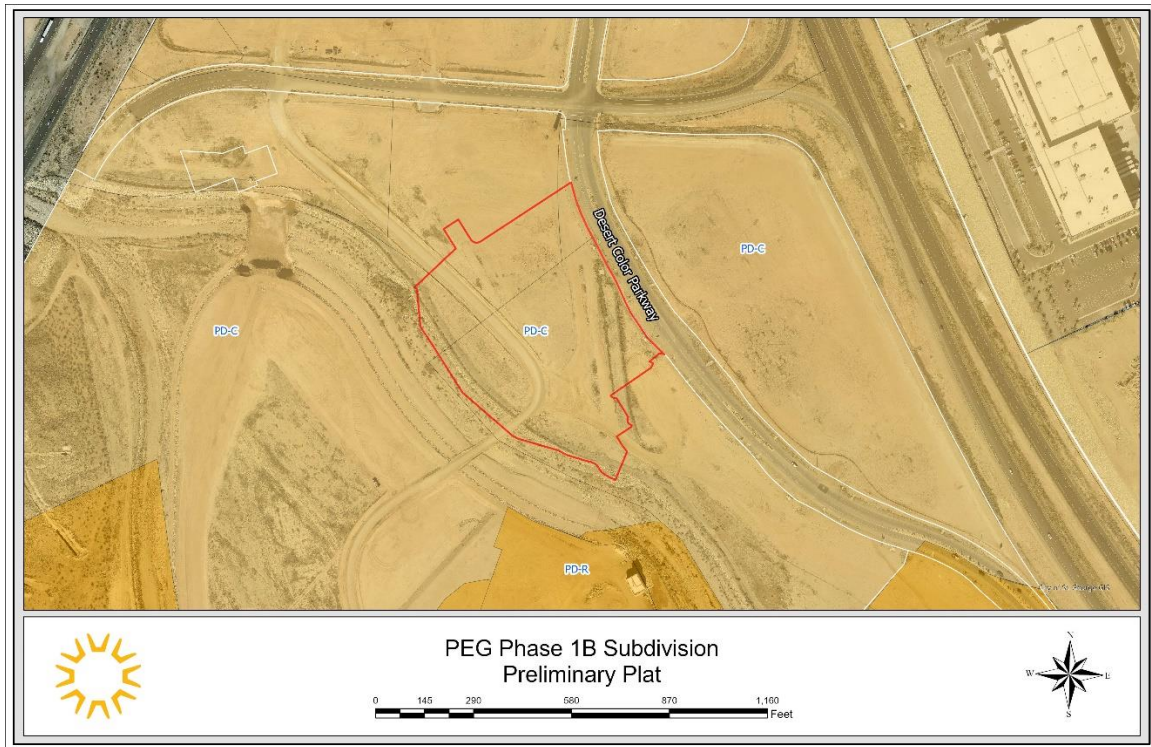 Desert Color Parkway
PD-C
PD-C
PD-C
PD-R
PEG Phase 1B Subdivision
Preliminary Plat
0 145 290 580 870 1,160
Feet
N
W E
S